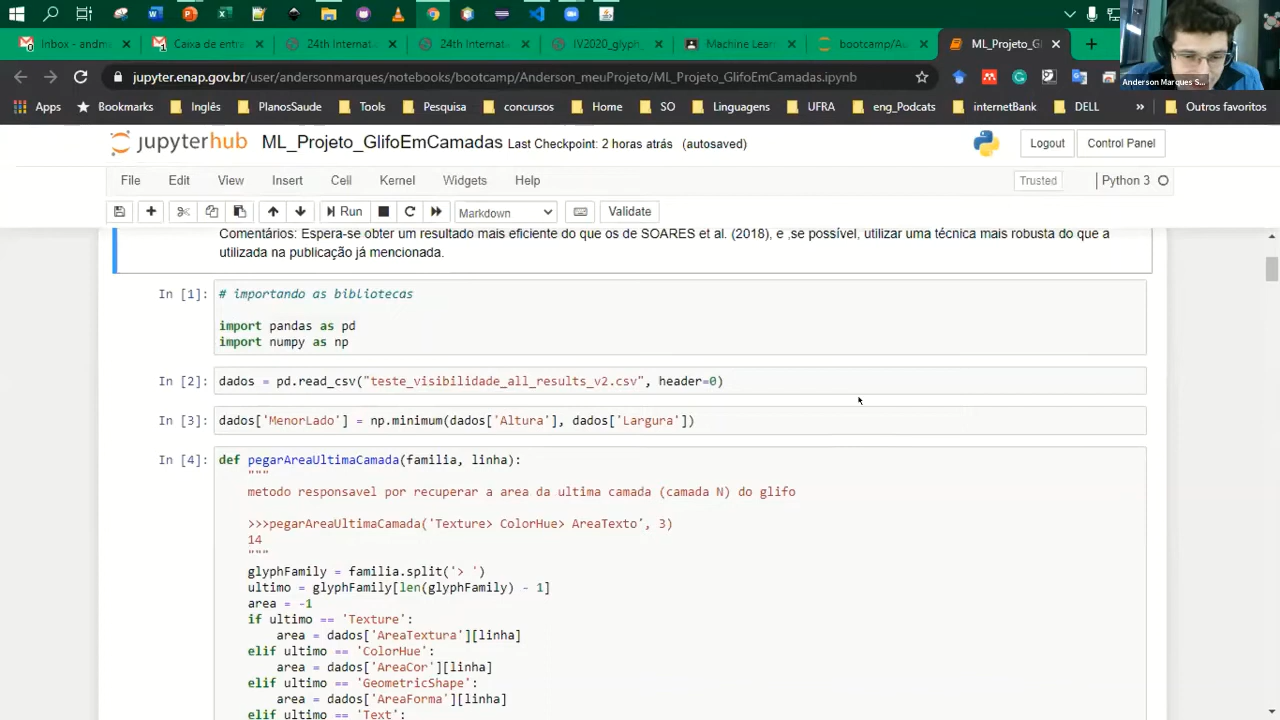 Inbox - andm
Caixa de entra
24th Internati
24th Internati
IV2020_glyph_
Machine Lear
bootcamp/A
ML_Projeto_Gl
Anderson Marques S...
jupyter.enap.gov.br/user/andersonmarques/notebooks/bootcamp/Anderson_meuProjeto/ML_Projeto_GlifoEmCamadas.ipynb
Apps Bookmarks Inglês PlanosSaude Tools Pesquisa concursos Home SO Linguagens UFRA eng_Podcats internetBank DELL » Outros favoritos
jupyterhub ML_Projeto_GlifoEmCamadas Last Checkpoint: 2 horas atrás (autosaved) Logout Control Panel
File Edit View Insert Cell Kernel Widgets Help Trusted Python 3
Run Markdown Validate
Comentários: Espera-se obter um resultado mais eficiente do que os de SOARES et al. (2018), e ,se possível, utilizar uma técnica mais robusta do que a
utilizada na publicação já mencionada.
In [1]: # importando as bibliotecas
import pandas as pd
import numpy as np
In [2]: dados = pd.read_csv("teste_visibilidade_all_results_v2.csv", header=0)
In [3]: dados['MenorLado'] = np.minimum(dados['Altura'], dados['Largura'])
In [4]: def pegarAreaUltimaCamada(familia, linha):
"""
metodo responsavel por recuperar a area da ultima camada (camada N) do glifo
>>>pegarAreaUltimaCamada('Texture> ColorHue> AreaTexto', 3)
14
"""
glyphFamily = familia.split('> ')
ultimo = glyphFamily[len(glyphFamily) - 1]
area = -1
if ultimo == 'Texture':
area = dados['AreaTextura'][linha]
elif ultimo == 'ColorHue':
area = dados['AreaCor'][linha]
elif ultimo == 'GeometricShape':
area = dados['AreaForma'][linha]
elif ultimo == 'Text':